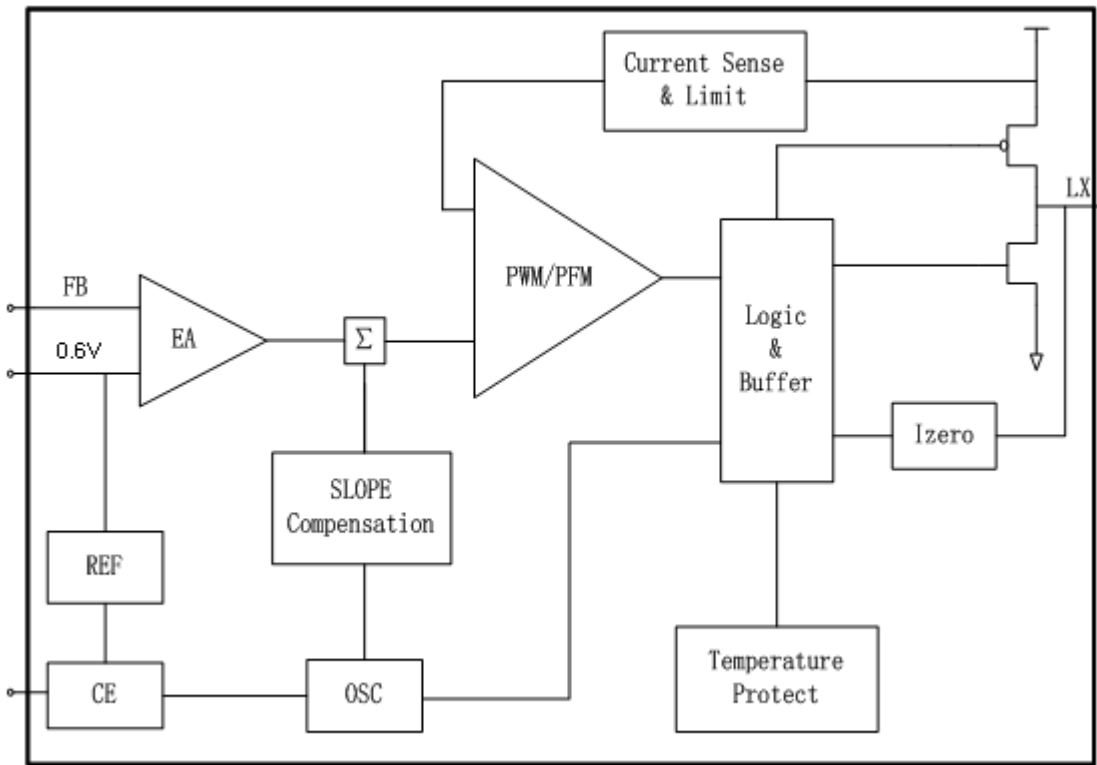 Current Sense
& Limit
LX
FB
PWM/PFM
EA
Σ
0.6V
Logic
&
Buffer
Izero
SLOPE
Compensation
REF
Temperature
Protect
CE
OSC